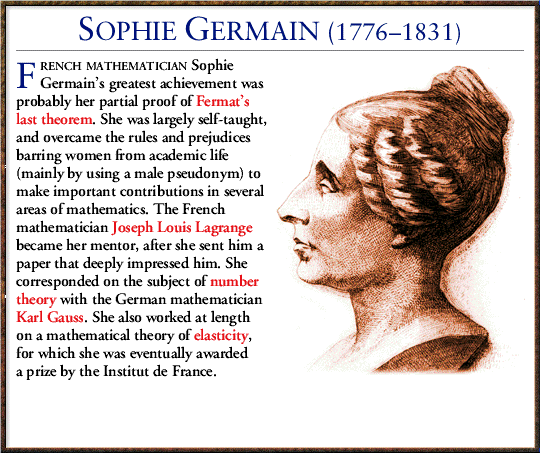 SOPHIE GERMAIN (1776–1831)
FRENCH MATHEMATICIAN Sophie
Germain's greatest achievement was
probably her partial proof of Fermat's
last theorem. She was largely self-taught,
and overcame the rules and prejudices
barring women from academic life
(mainly by using a male pseudonym) to
make important contributions in several
areas of mathematics. The French
mathematician Joseph Louis Lagrange
became her mentor, after she sent him a
paper that deeply impressed him. She
corresponded on the subject of number
theory with the German mathematician
Karl Gauss. She also worked at length
on a mathematical theory of elasticity,
for which she was eventually awarded
a prize by the Institut de France.